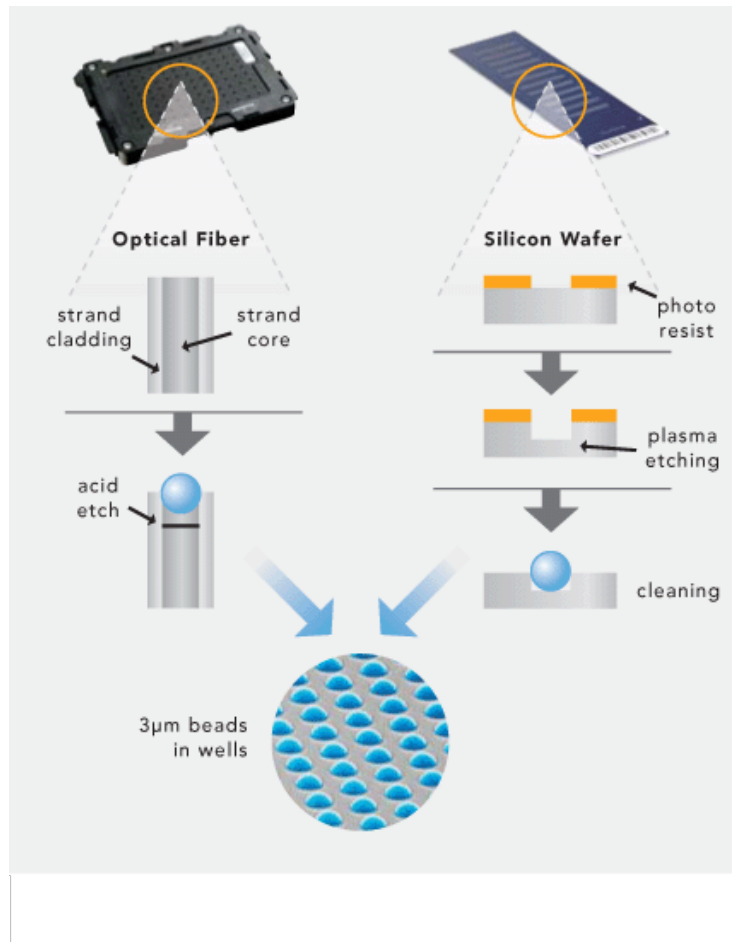 Optical Fiber
Silicon Wafer
strand
cladding
strand
core
photo
resist
plasma
etching
acid
etch
cleaning
3µm beads
in wells